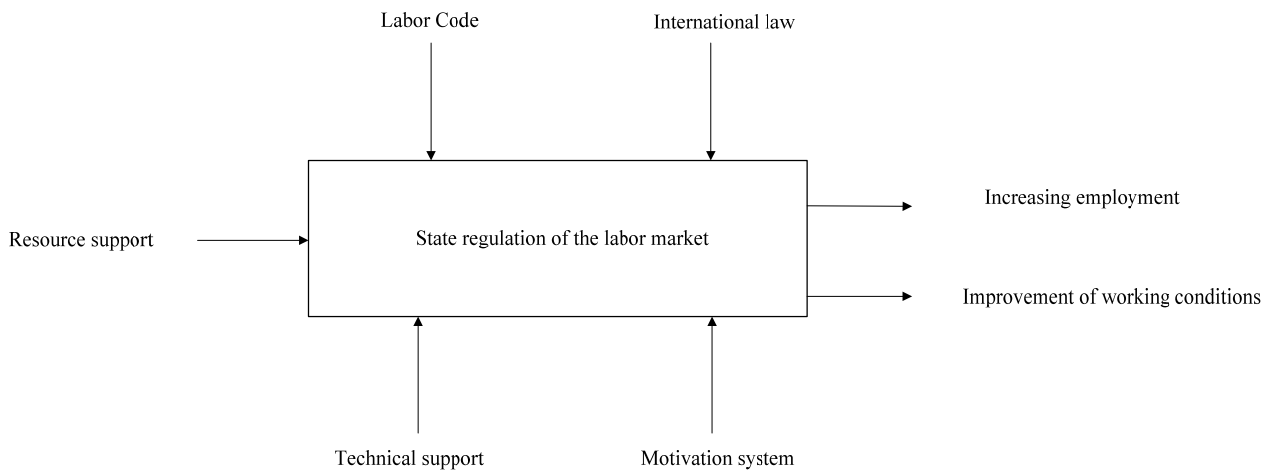 Labor Code
International law
Increasing employment
Resource support
State regulation of the labor market
Improvement of working conditions
Technical support
Motivation system